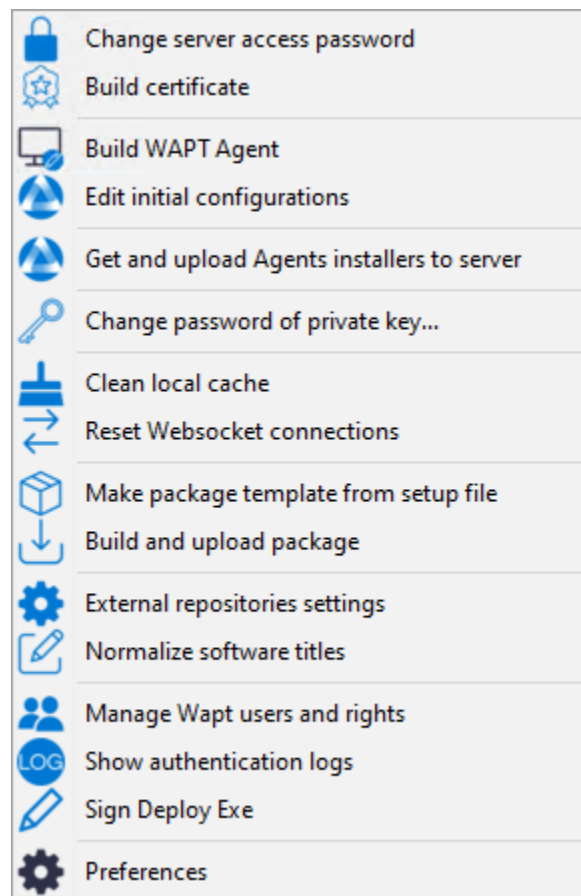 Change server access password
Build certificate
Build WAPT Agent
Edit initial configurations
Get and upload Agents installers to server
Change password of private key...
Clean local cache
Reset Websocket connections
Make package template from setup file
Build and upload package
External repositories settings
Normalize software titles
Manage Wapt users and rights
LOG Show authentication logs
Sign Deploy Exe
Preferences